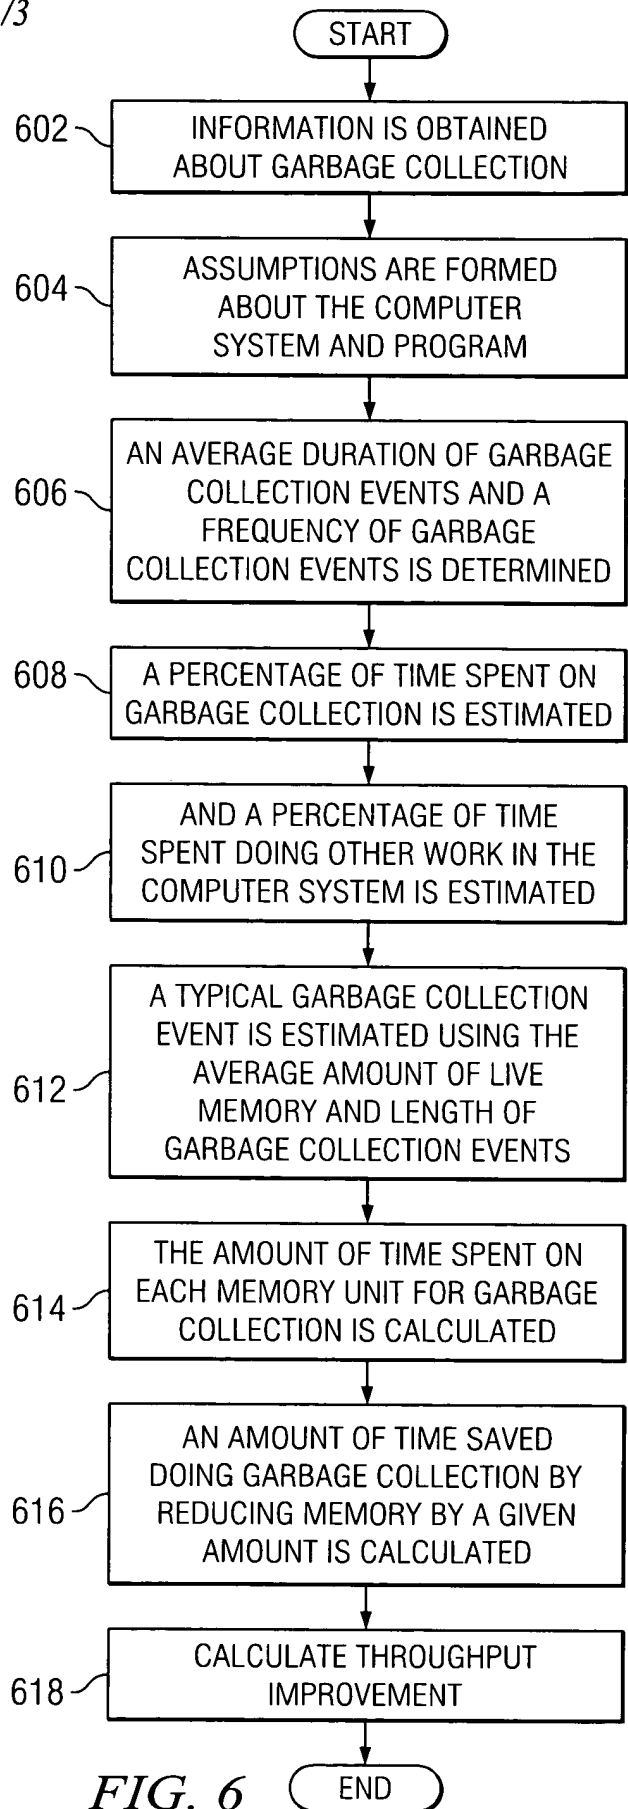 /3
START
602
INFORMATION IS OBTAINED
ABOUT GARBAGE COLLECTION
604
ASSUMPTIONS ARE FORMED
ABOUT THE COMPUTER
SYSTEM AND PROGRAM
606
AN AVERAGE DURATION OF GARBAGE
COLLECTION EVENTS AND A
FREQUENCY OF GARBAGE
COLLECTION EVENTS IS DETERMINED
608
A PERCENTAGE OF TIME SPENT ON
GARBAGE COLLECTION IS ESTIMATED
610
AND A PERCENTAGE OF TIME
SPENT DOING OTHER WORK IN THE
COMPUTER SYSTEM IS ESTIMATED
612
A TYPICAL GARBAGE COLLECTION
EVENT IS ESTIMATED USING THE
AVERAGE AMOUNT OF LIVE
MEMORY AND LENGTH OF
GARBAGE COLLECTION EVENTS
614
THE AMOUNT OF TIME SPENT ON
EACH MEMORY UNIT FOR GARBAGE
COLLECTION IS CALCULATED
616
AN AMOUNT OF TIME SAVED
DOING GARBAGE COLLECTION BY
REDUCING MEMORY BY A GIVEN
AMOUNT IS CALCULATED
618
CALCULATE THROUGHPUT
IMPROVEMENT
FIG. 6
END